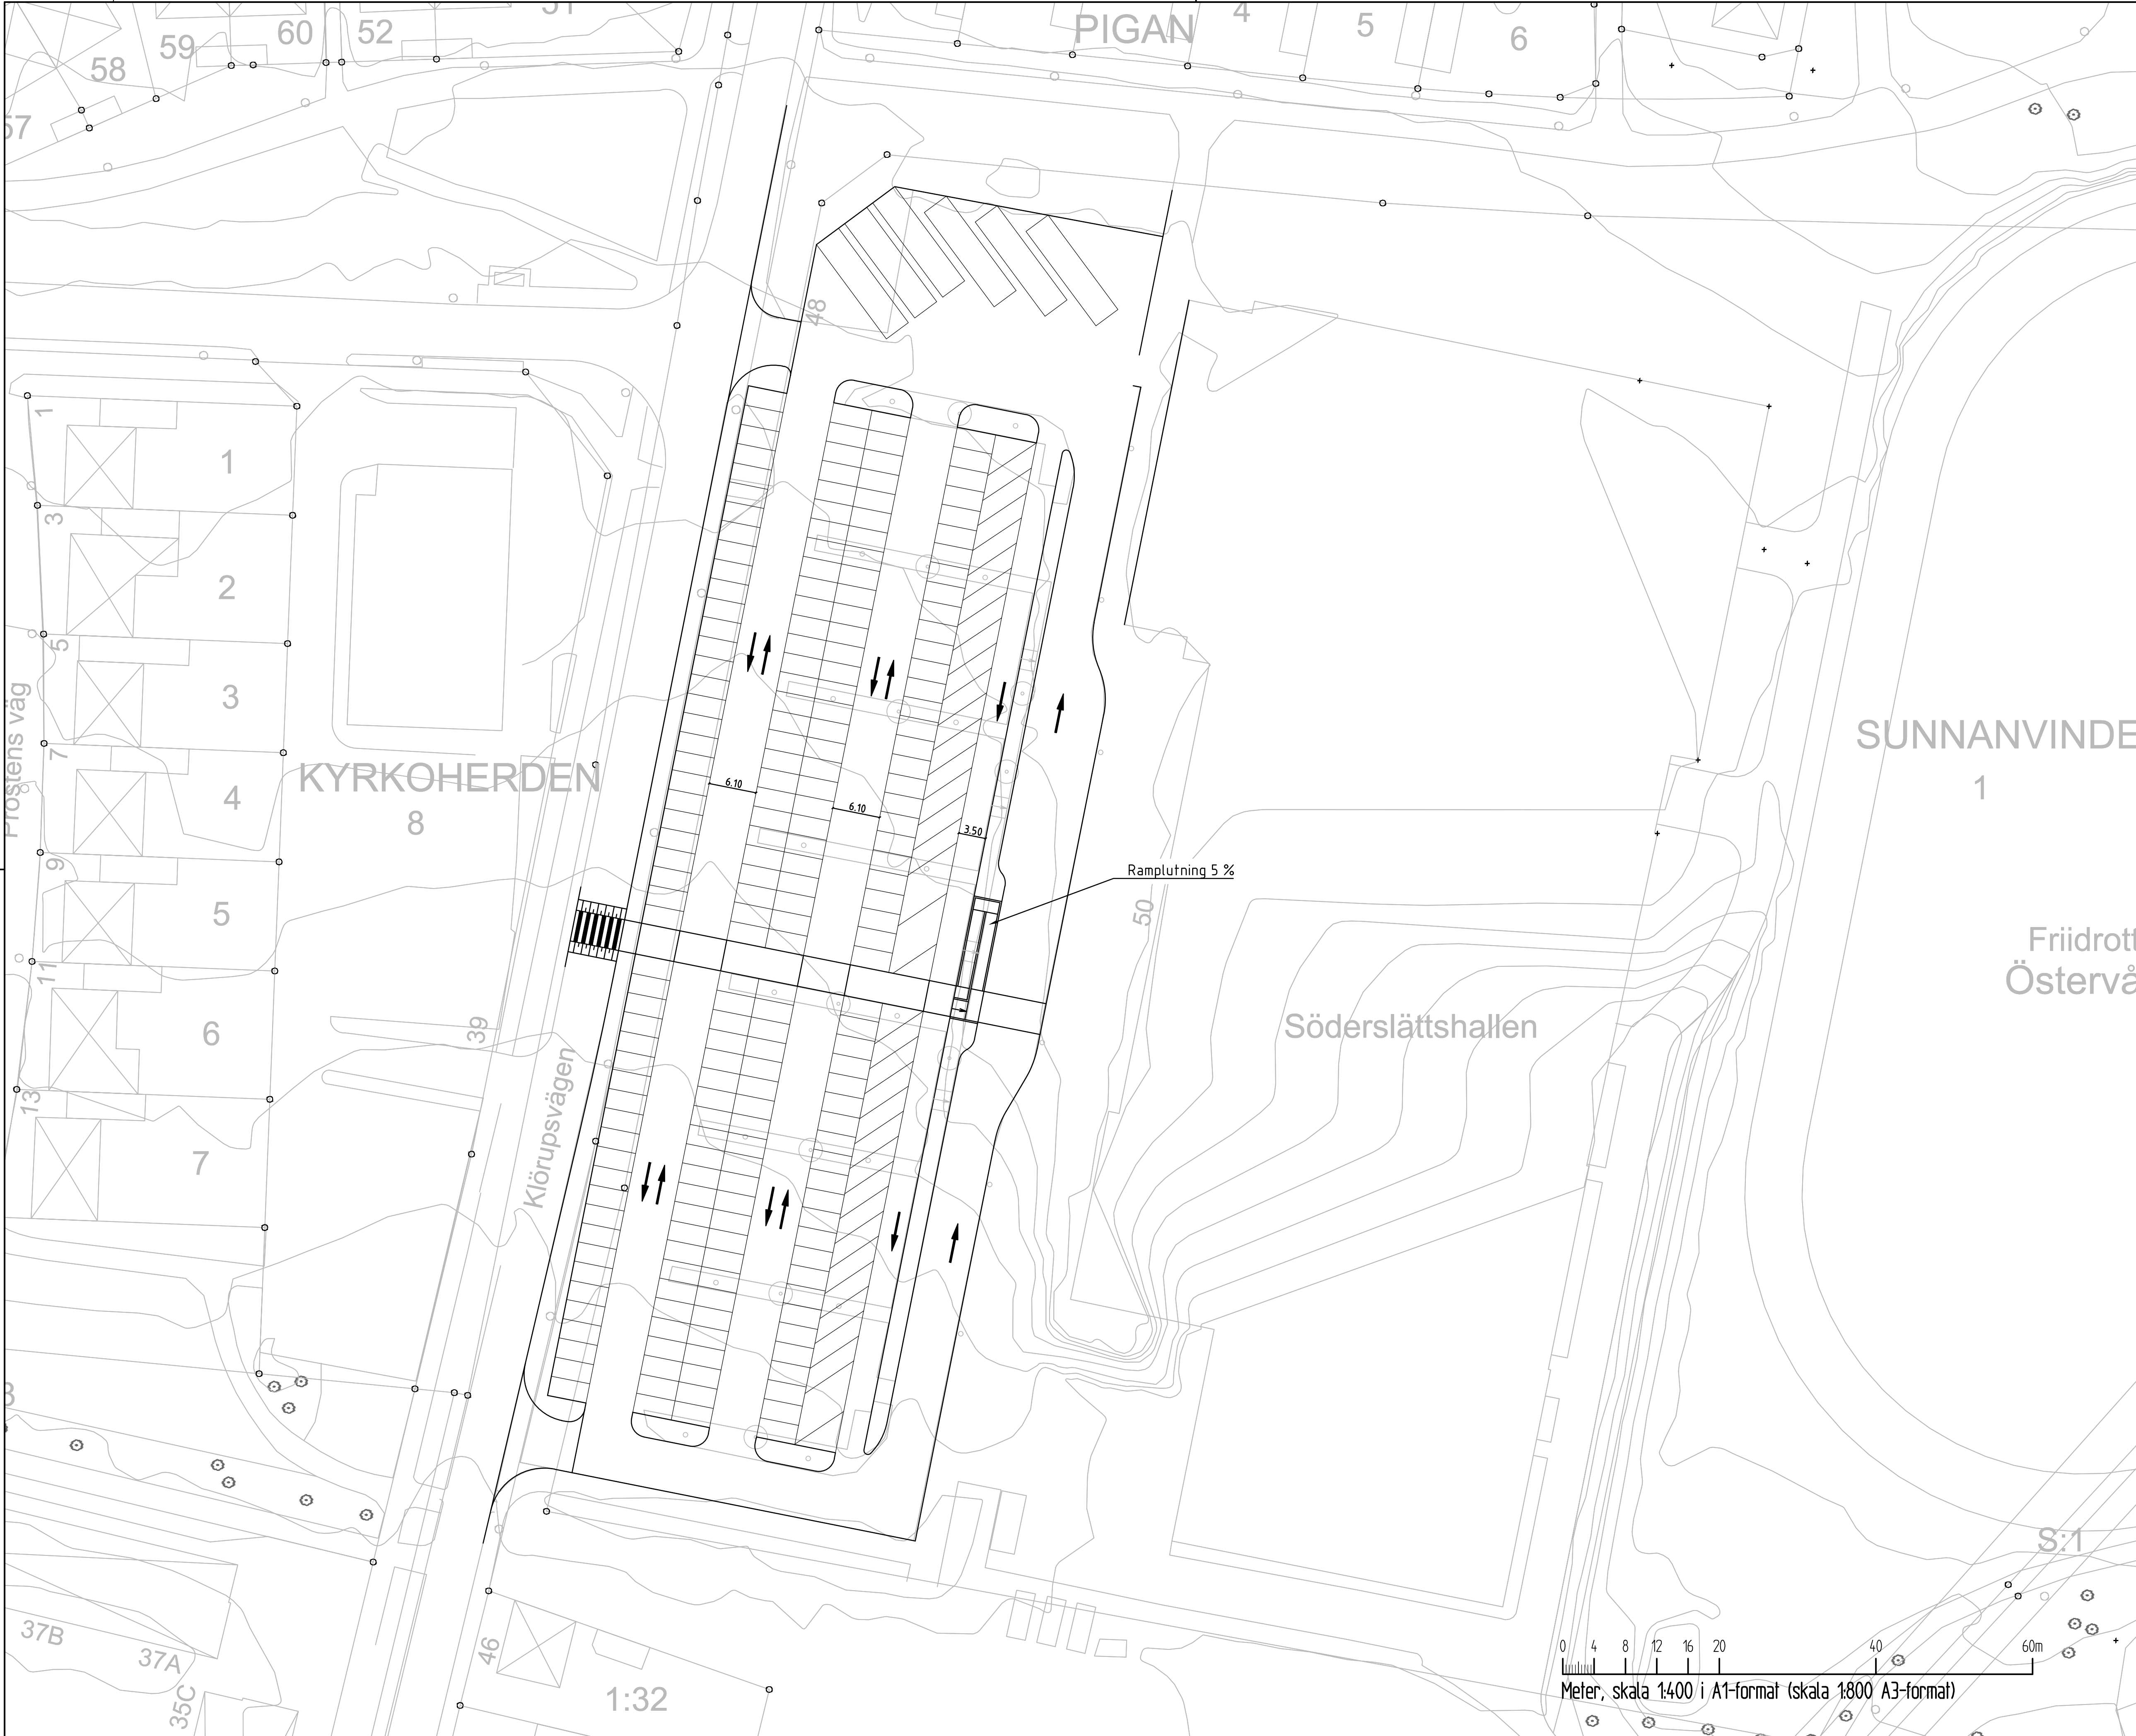 59
60
52
58
PIGAN
4
5
6
48
1
1
3
2
5
3
7
Prostens väg
KYRKOHERDEN
8
4
6.10
6.10
3.50
SUNNANVINDE
1
9
5
Ramplutning 5 %
50
Friidrott
Östervå
11
6
39
Söderslättshallen
13
7
Klörupsvägen
S:1
37B
37A
35C
46
1:32
0 4 8 12 16 20 40 60m
Meter, skala 1:400 i A1-format (skala 1:800 A3-format)